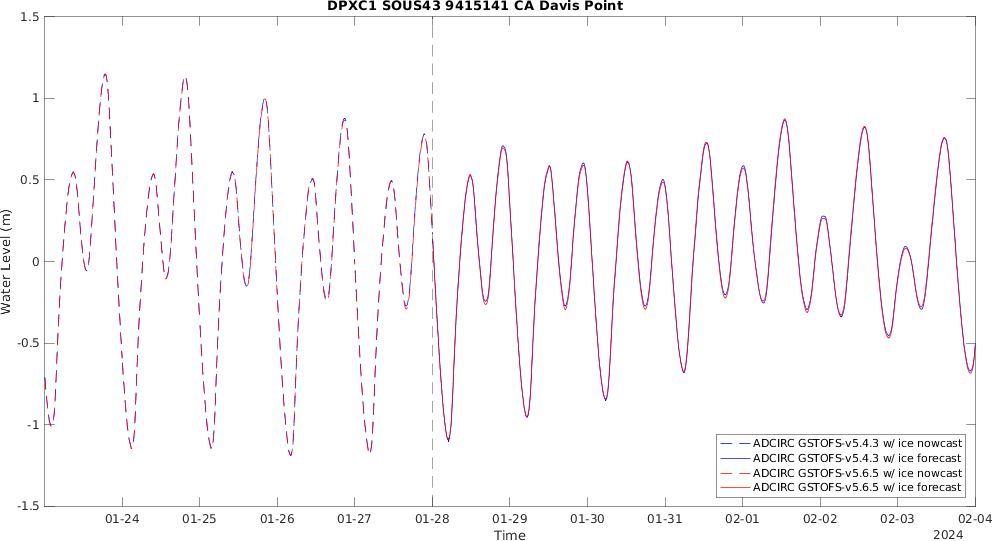 DPXC1 SOUS43 9415141 CA Davis Point
Water Level (m)
1.5
1
0.5
0
-0.5
-1
-1.5
ADCIRC GSTOFS-v5.4.3 w/ ice nowcast
ADCIRC GSTOFS-v5.4.3 w/ ice forecast
ADCIRC GSTOFS-v5.6.5 w/ ice nowcast
ADCIRC GSTOFS-v5.6.5 w/ ice forecast
01-24 01-25 01-26 01-27 01-28 01-29 01-30 01-31 02-01 02-02 02-03 02-04
Time
2024